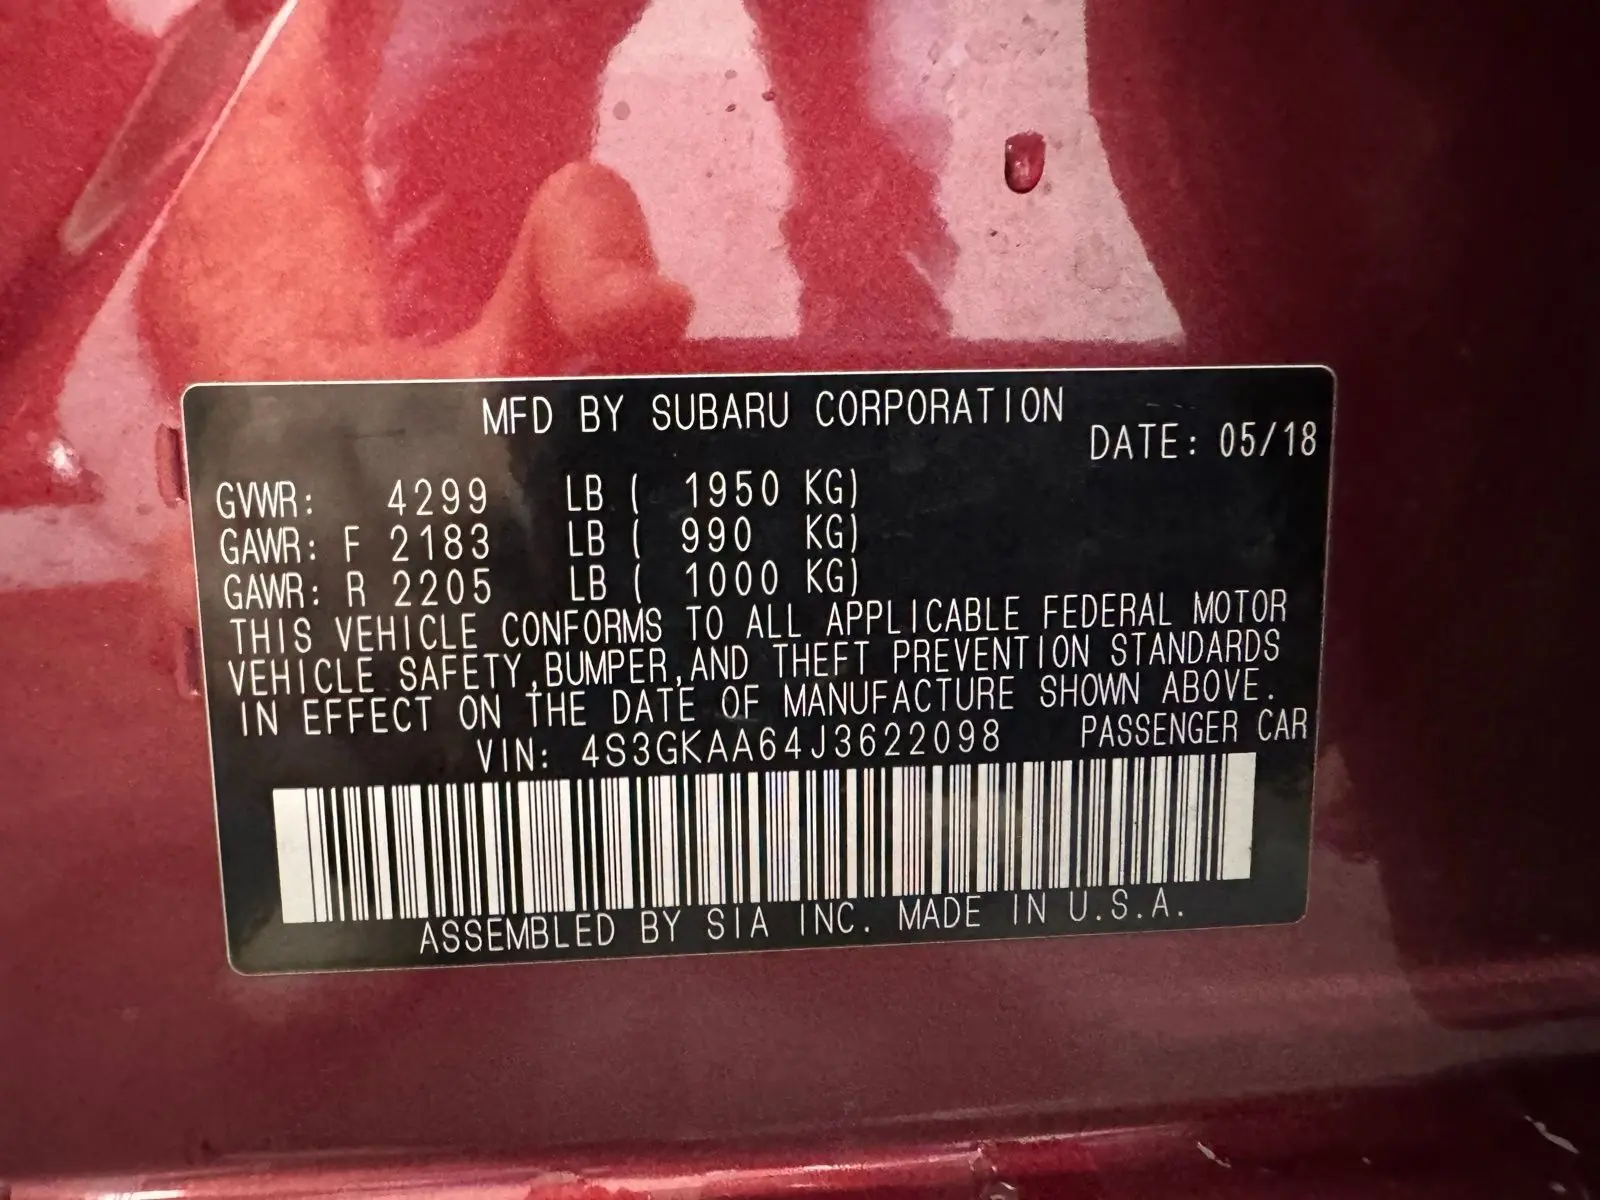 MFD BY SUBARU CORPORATION
DATE: 05/18
GVWR: 4299 LB ( 1950 KG)
GAWR: F 2183 LB ( 990 KG)
GAWR: R 2205 LB ( 1000 KG)
THIS VEHICLE CONFORMS TO ALL APPLICABLE FEDERAL MOTOR
VEHICLE SAFETY,BUMPER,AND THEFT PREVENTION STANDARDS
IN EFFECT ON THE DATE OF MANUFACTURE SHOWN ABOVE.
VIN: 4S3GKAA64J3622098 PASSENGER CAR
ASSEMBLED BY SIA INC. MADE IN U.S.A.